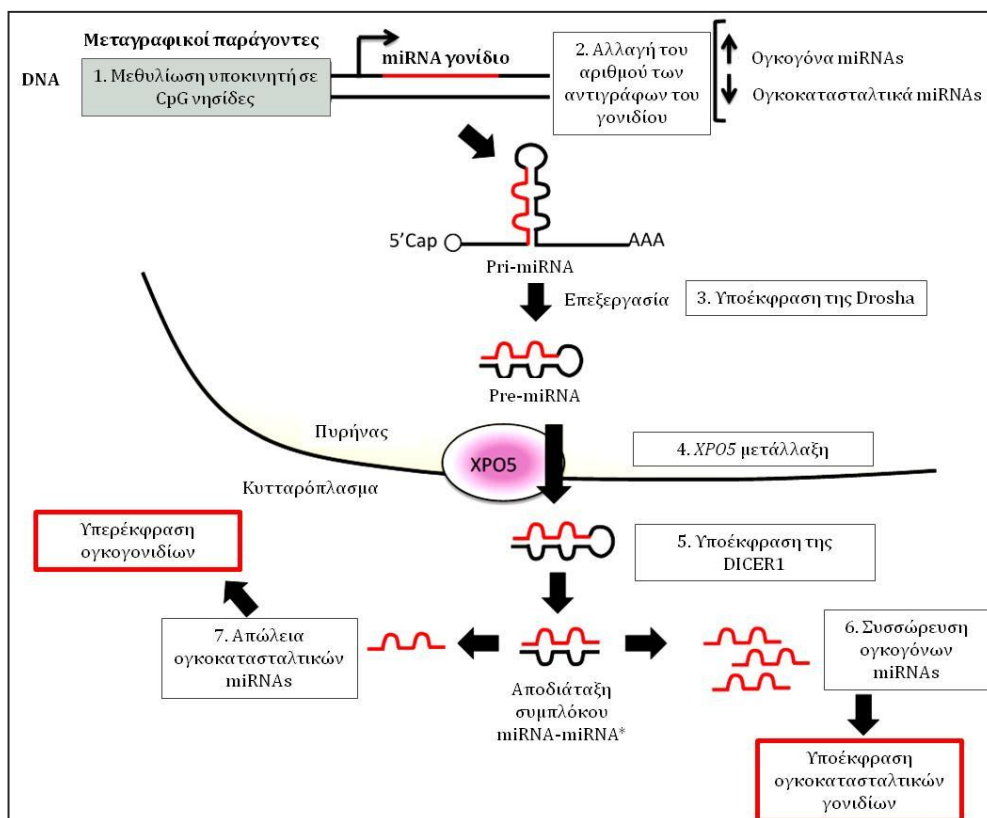 Μεταγραφικοί παράγοντες
DNA
1. Μεθυλίωση υποκινητή σε
CpG νησίδες
miRNA γονίδιο
2. Αλλαγή του
αριθμού των
αντιγράφων του
γονιδίου
Ογκογόνα miRNAs
Ογκοκατασταλτικά miRNAs
5'Cap
AAA
Pri-miRNA
Επεξεργασία
3. Υποέκφραση της Drosha
Pre-miRNA
Πυρήνας
XPO5
4. XPO5 μετάλλαξη
Κυτταρόπλασμα
Υπερέκφραση
ογκογονιδίων
5. Υποέκφραση της
DICER1
7. Απώλεια
ογκοκατασταλτικών
miRNAs
6. Συσσώρευση
ογκογόνων
miRNAs
Αποδιάταξη
συμπλόκου
miRNA-miRNA*
Υποέκφραση
ογκοκατασταλτικών
γονιδίων